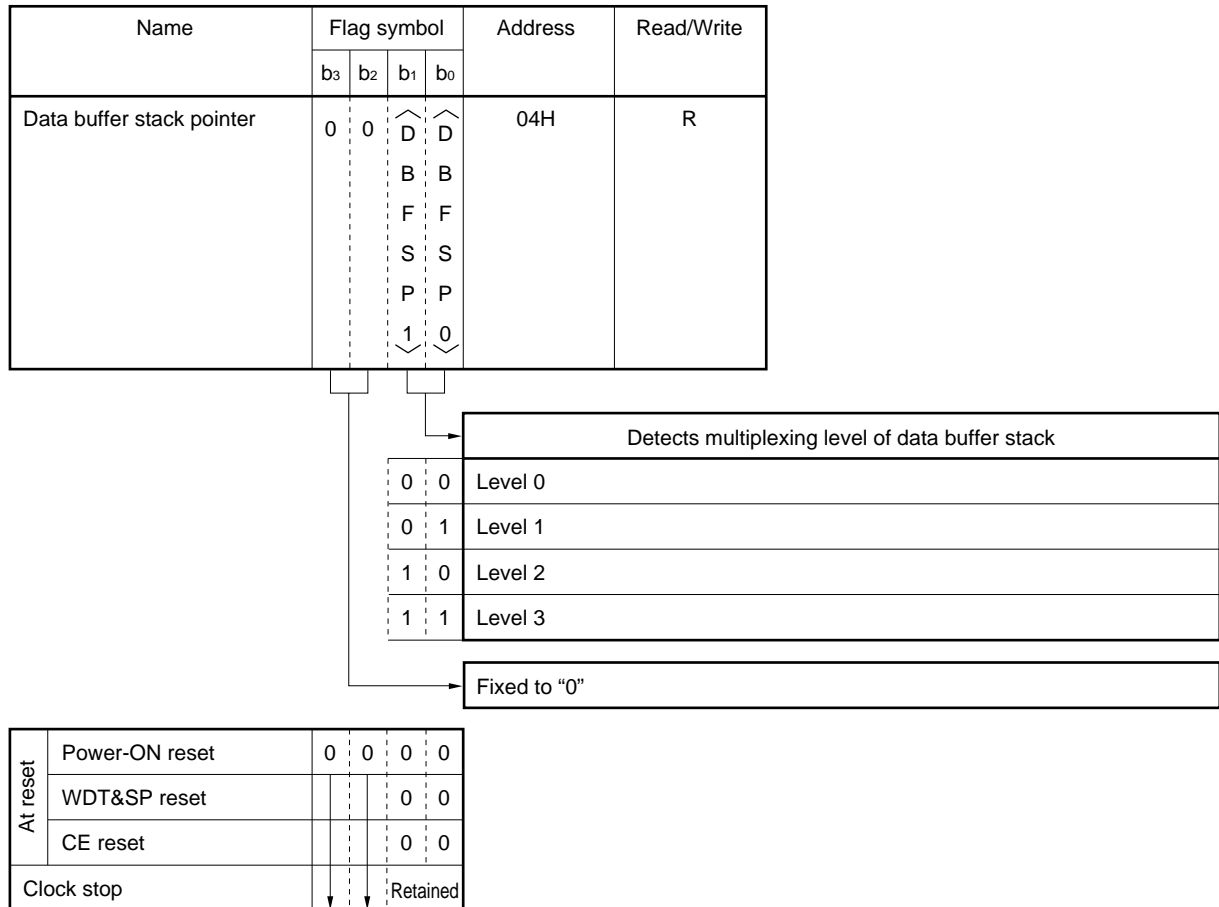 Name Flag symbol Address Read/Write
b3 b2 b1 b0
Data buffer stack pointer 0 0 〈DBFSP1〉 〈DBFSP0〉 04H R
Detects multiplexing level of data buffer stack
0 0 Level 0
0 1 Level 1
1 0 Level 2
1 1 Level 3
Fixed to “0”
At reset
Power-ON reset 0 0 0 0
WDT&SP reset 0 0
CE reset 0 0
Clock stop Retained